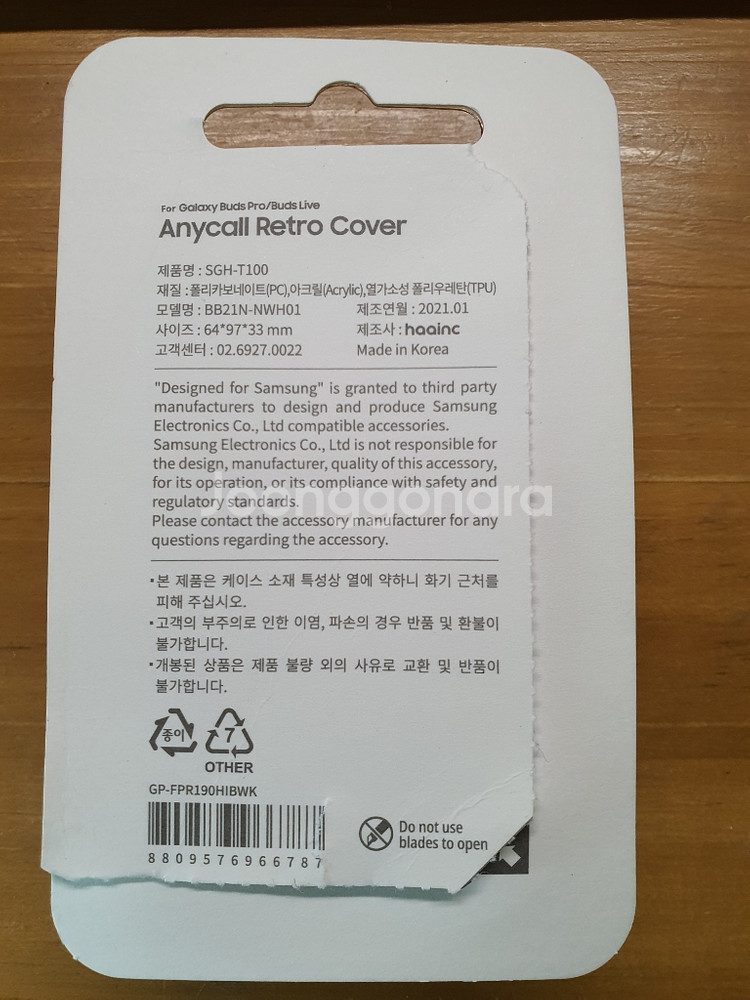 For Galaxy Buds Pro/Buds Live
Anycall Retro Cover
제품명 : SGH-T100
재질 : 폴리카보네이트(PC),아크릴(Acrylic),열가소성 폴리우레탄(TPU)
모델명 : BB21N-NWH01 제조연월 : 2021.01
사이즈 : 64*97*33 mm 제조사 : haainc
고객센터 : 02.6927.0022 Made in Korea
"Designed for Samsung" is granted to third party
manufacturers to design and produce Samsung
Electronics Co., Ltd compatible accessories.
Samsung Electronics Co., Ltd is not responsible for
the design, manufacturer, quality of this accessory,
for its operation, or its compliance with safety and
regulatory standards.
Joonggonara
Please contact the accessory manufacturer for any
questions regarding the accessory.
▪본 제품은 케이스 소재 특성상 열에 약하니 화기 근처를
피해 주십시오.
▪고객의 부주의로 인한 이염, 파손의 경우 반품 및 환불이
불가합니다.
▪개봉된 상품은 제품 불량 외의 사유로 교환 및 반품이
불가합니다.
종이 7
OTHER
GP-FPR190HIBWK
Do not use
blades to open
8809576966787